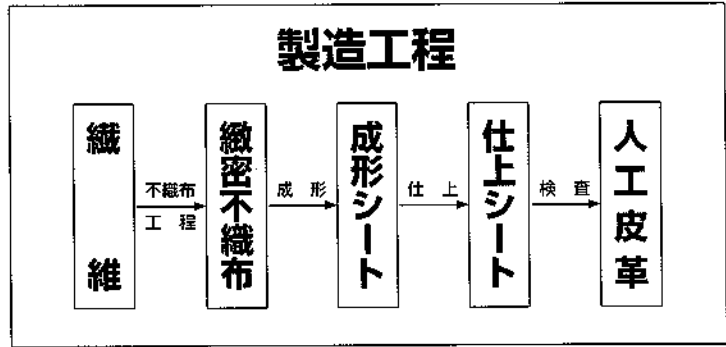 製造工程
繊維
不織布
工程
緻密不織布
成形
成形シート
仕上
仕上シート
検査
人工皮革